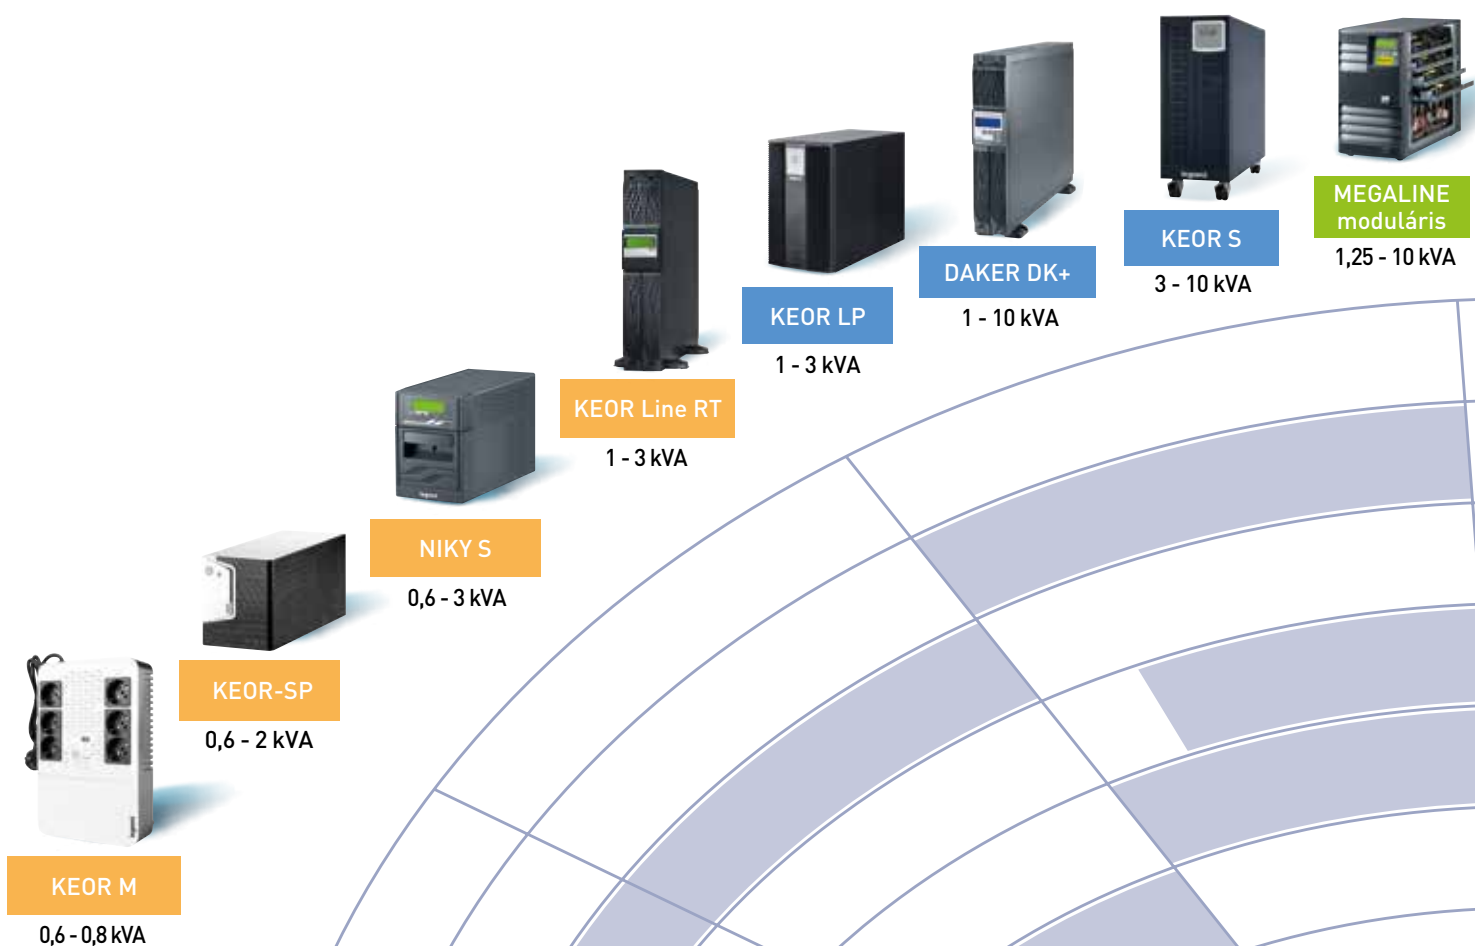 MEGALINE
moduláris
1,25 - 10 kVA
KEOR S
3 - 10 kVA
DAKER DK+
1 - 10 kVA
KEOR LP
1 - 3 kVA
KEOR Line RT
1 - 3 kVA
NIKY S
0,6 - 3 kVA
KEOR-SP
0,6 - 2 kVA
KEOR M
0,6 - 0,8 kVA